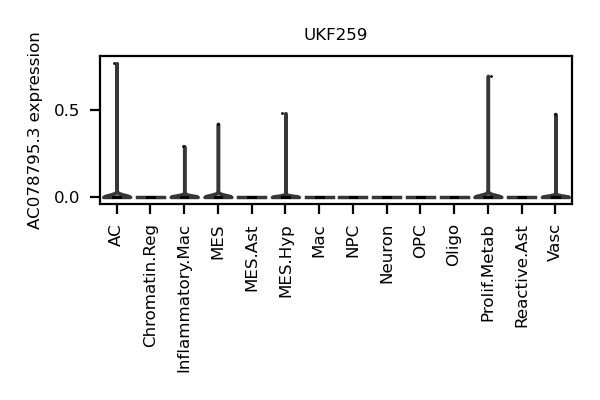 UKF259
AC078795.3 expression
0.5
0.0
AC
Chromatin.Reg
Inflammatory.Mac
MES
MES.Ast
MES.Hyp
Mac
NPC
Neuron
OPC
Oligo
Prolif.Metab
Reactive.Ast
Vasc